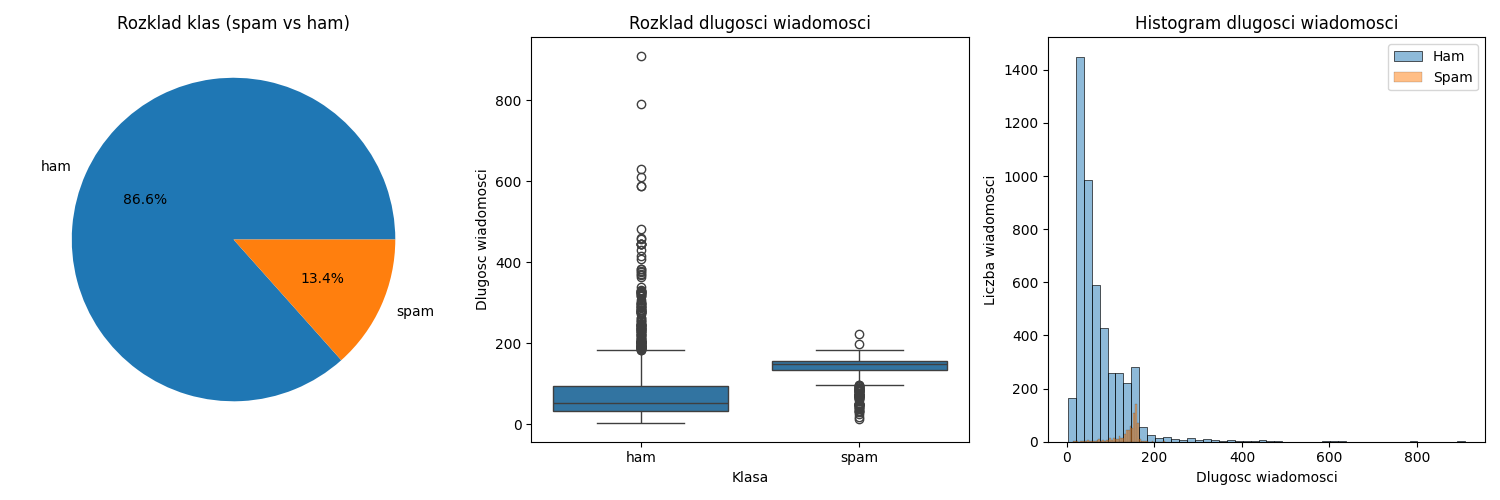 Rozklad klas (spam vs ham)
ham
86.6%
13.4%
spam
Rozklad dlugosci wiadomosci
Dlugosc wiadomosci
800
600
400
200
0
ham
spam
Klasa
Histogram dlugosci wiadomosci
Liczba wiadomosci
1400
1200
1000
800
600
400
200
0
Ham
Spam
0
200
400
600
800
Dlugosc wiadomosci